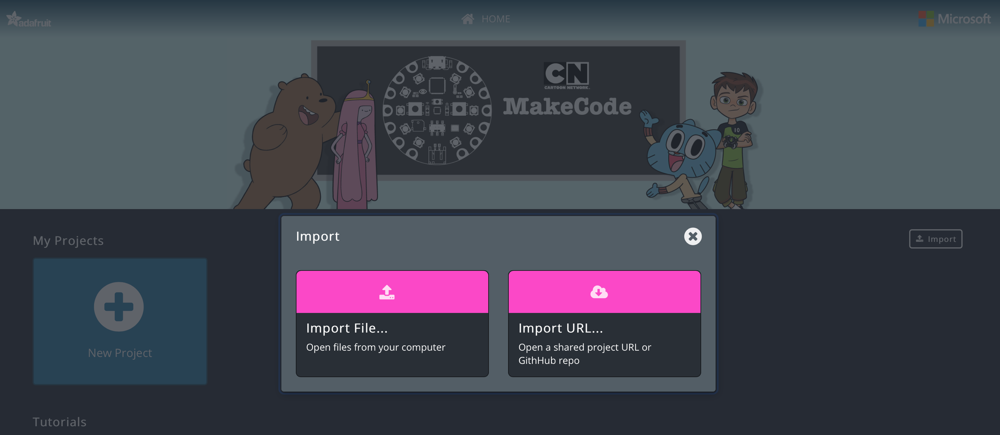 adafruit
HOME
Microsoft
CN
CARTOON NETWORK.
MakeCode
10
My Projects
Import
Import
New Project
Import File...
Open files from your computer
Import URL...
Open a shared project URL or
GithHub repo
Tutorials